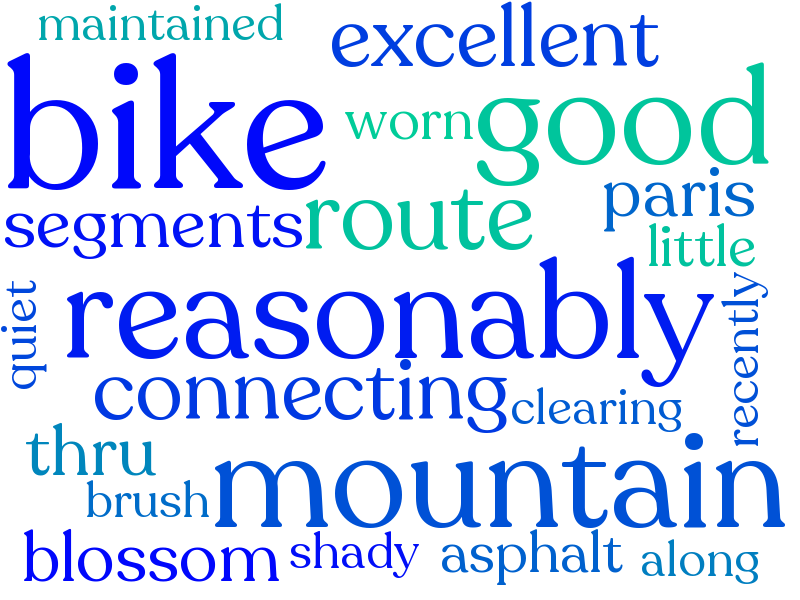 maintained
excellent
bike
worn
good
paris
segments
route
little
quiet
reasonably
recently
connecting
clearing
thru
mountain
brush
blossom
shady
asphalt
along